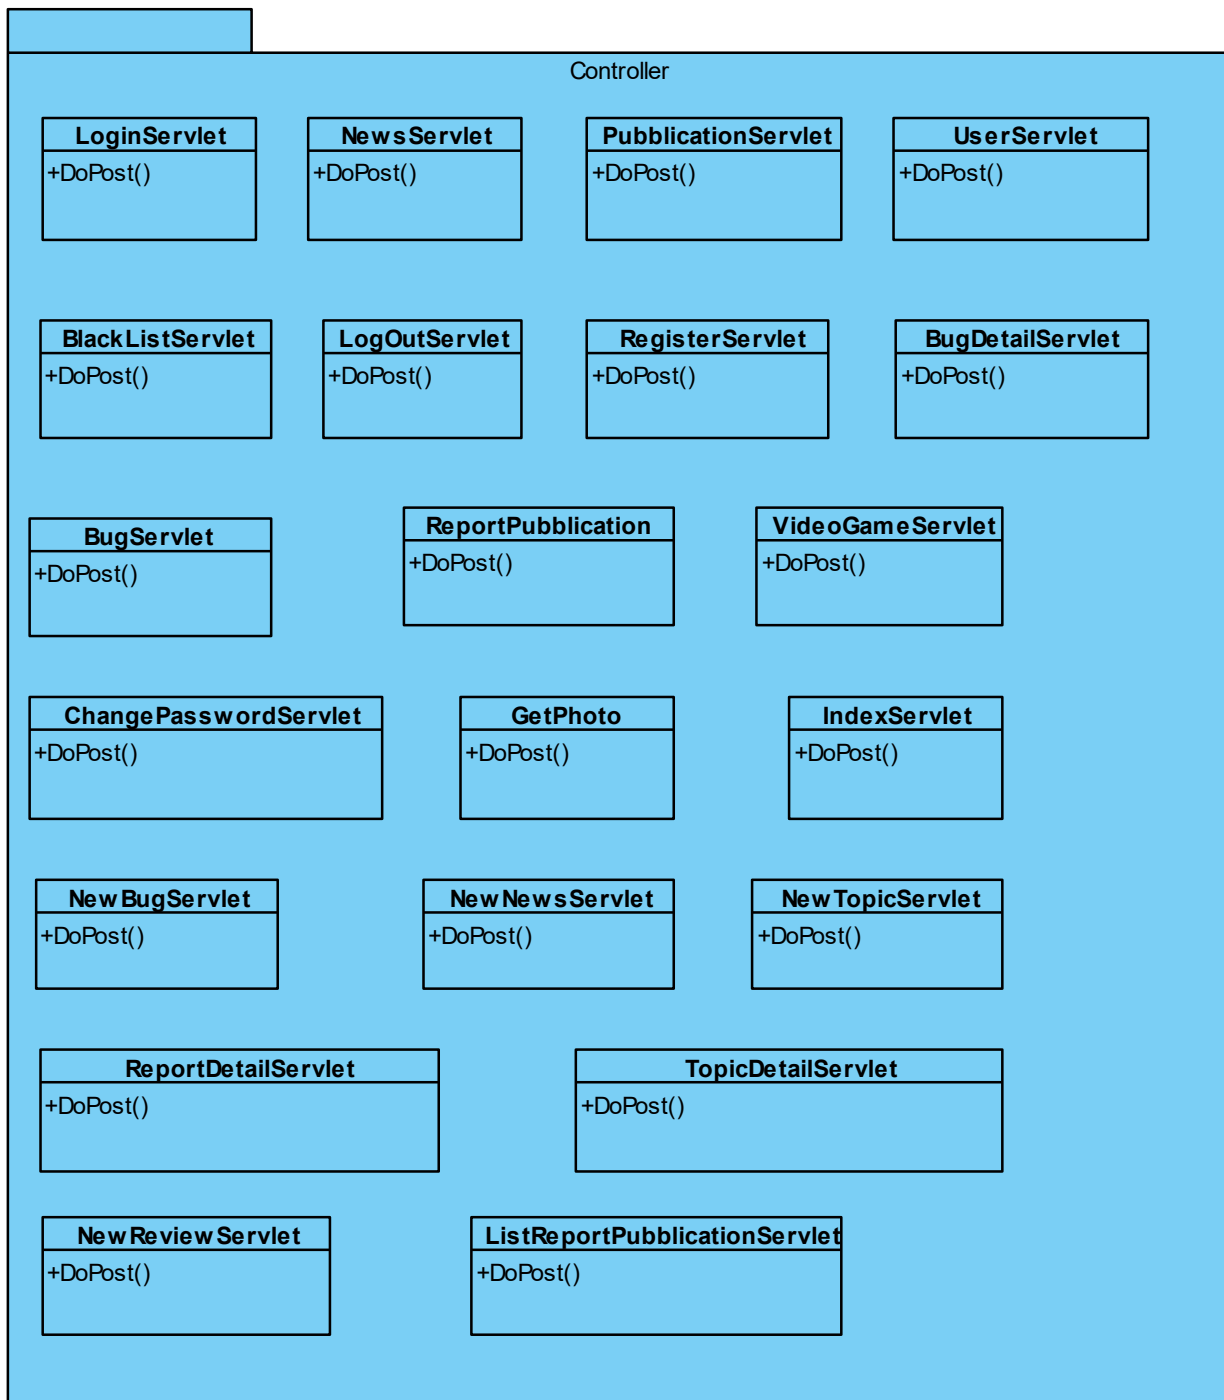 Controller
LoginServlet
+DoPost()
NewsServlet
+DoPost()
PubblicationServlet
+DoPost()
UserServlet
+DoPost()
BlackListServlet
+DoPost()
LogOutServlet
+DoPost()
RegisterServlet
+DoPost()
BugDetailServlet
+DoPost()
BugServlet
+DoPost()
ReportPubblication
+DoPost()
VideoGameServlet
+DoPost()
ChangePasswordServlet
+DoPost()
GetPhoto
+DoPost()
IndexServlet
+DoPost()
NewBugServlet
+DoPost()
NewNewsServlet
+DoPost()
NewTopicServlet
+DoPost()
ReportDetailServlet
+DoPost()
TopicDetailServlet
+DoPost()
NewReviewServlet
+DoPost()
ListReportPubblicationServlet
+DoPost()